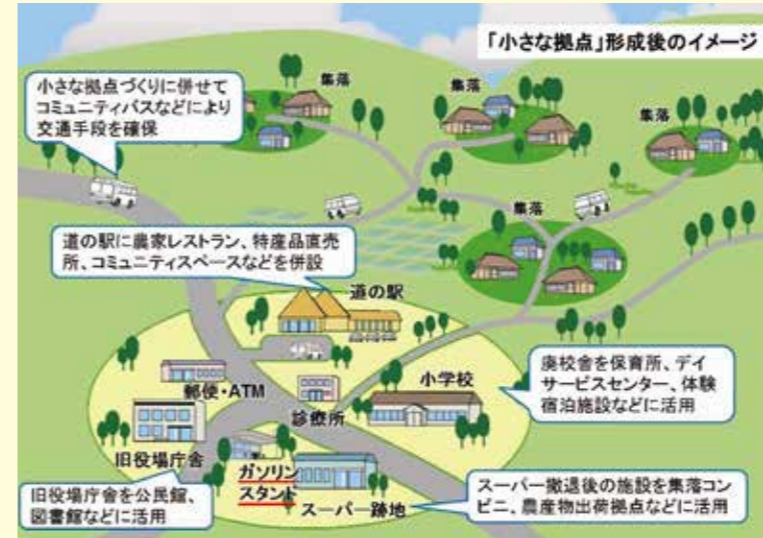 「小さな拠点」形成後のイメージ
小さな拠点づくりに併せて
コミュニティバスなどにより
交通手段を確保
集落
集落
集落
集落
道の駅に農家レストラン、特産品直売
所、コミュニティスペースなどを併設
道の駅
郵便・ATM
診療所
小学校
廃校舎を保育所、デイ
サービスセンター、体験
宿泊施設などに活用
旧役場庁舎
ガソリン
スタンド
スーパー跡地
旧役場庁舎を公民館、
図書館などに活用
スーパー撤退後の施設を集落コン
ビニ、農産物出荷拠点などに活用